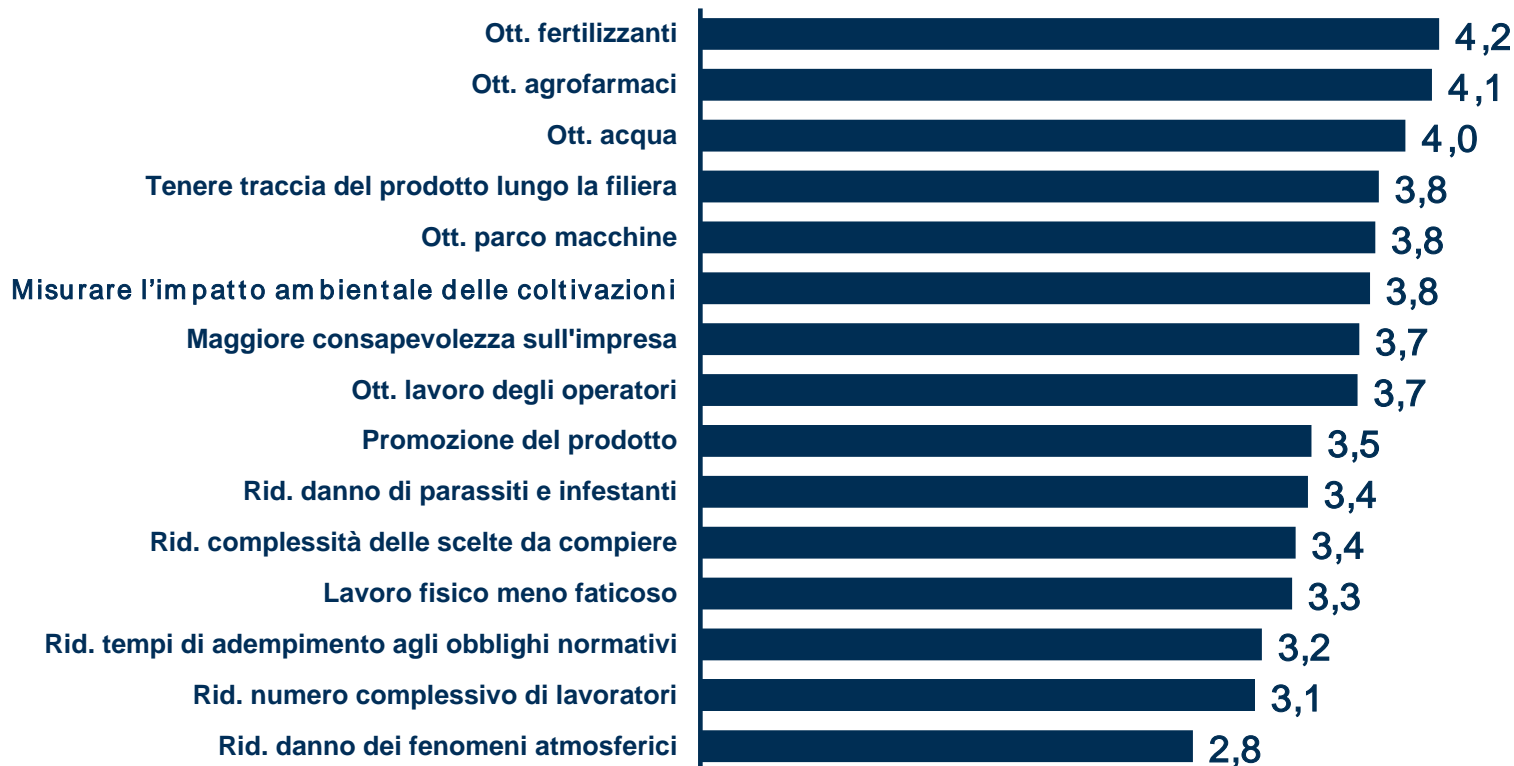 Ott. fertilizzanti 4,2
Ott. agrofarmaci 4,1
Ott. acqua 4,0
Tenere traccia del prodotto lungo la filiera 3,8
Ott. parco macchine 3,8
Misurare l’impatto ambientale delle coltivazioni 3,8
Maggiore consapevolezza sull'impresa 3,7
Ott. lavoro degli operatori 3,7
Promozione del prodotto 3,5
Rid. danno di parassiti e infestanti 3,4
Rid. complessità delle scelte da compiere 3,4
Lavoro fisico meno faticoso 3,3
Rid. tempi di adempimento agli obblighi normativi 3,2
Rid. numero complessivo di lavoratori 3,1
Rid. danno dei fenomeni atmosferici 2,8